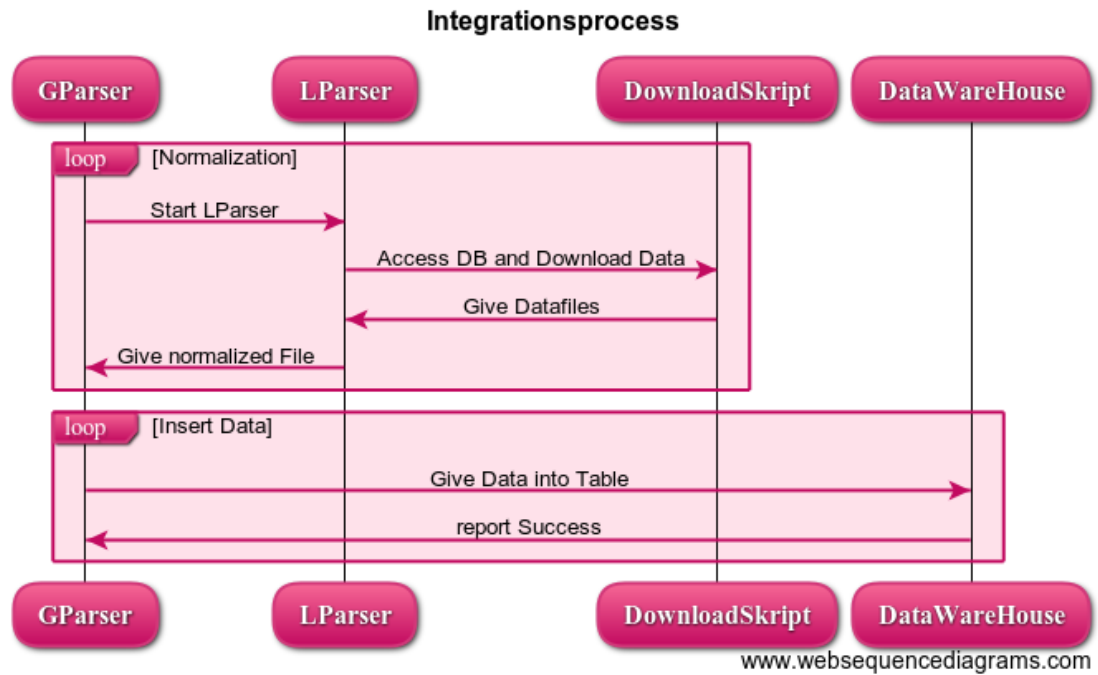 Integrationsprocess
GParser LParser DownloadSkript DataWareHouse
loop [Normalization]
Start LParser
Access DB and Download Data
Give Datafiles
Give normalized File
loop [Insert Data]
Give Data into Table
report Success
GParser LParser DownloadSkript DataWareHouse
www.websequencediagrams.com